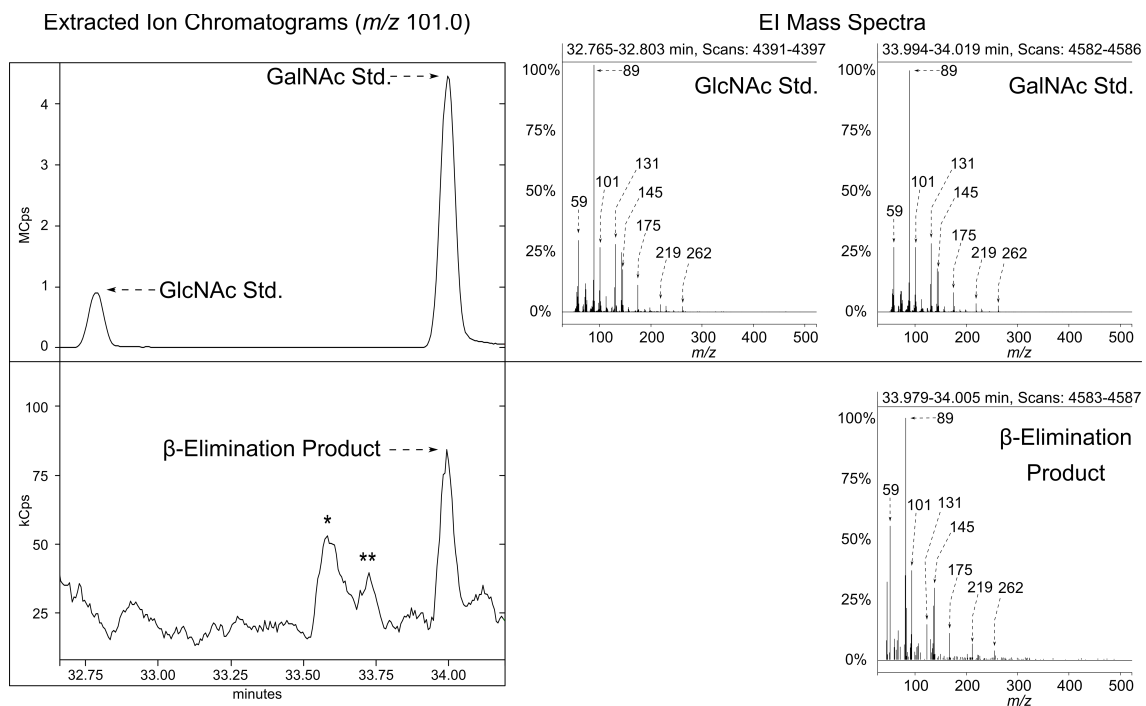 Extracted Ion Chromatograms (m/z 101.0)
EI Mass Spectra
GalNAc Std.
GlcNAc Std.
4
3
2
1
0
MCps
32.765-32.803 min, Scans: 4391-4397
GlcNAc Std.
100%
75%
50%
25%
0%
89
59
101
131
145
175
219
262
100 200 300 400 500
m/z
33.994-34.019 min, Scans: 4582-4586
GalNAc Std.
100%
75%
50%
25%
0%
89
59
101
131
145
175
219
262
100 200 300 400 500
m/z
β-Elimination Product
*
**
100
75
50
25
kCps
32.75 33.00 33.25 33.50 33.75 34.00
minutes
33.979-34.005 min, Scans: 4583-4587
β-Elimination
Product
100%
75%
50%
25%
0%
89
59
101
131
145
175
219
262
100 200 300 400 500
m/z